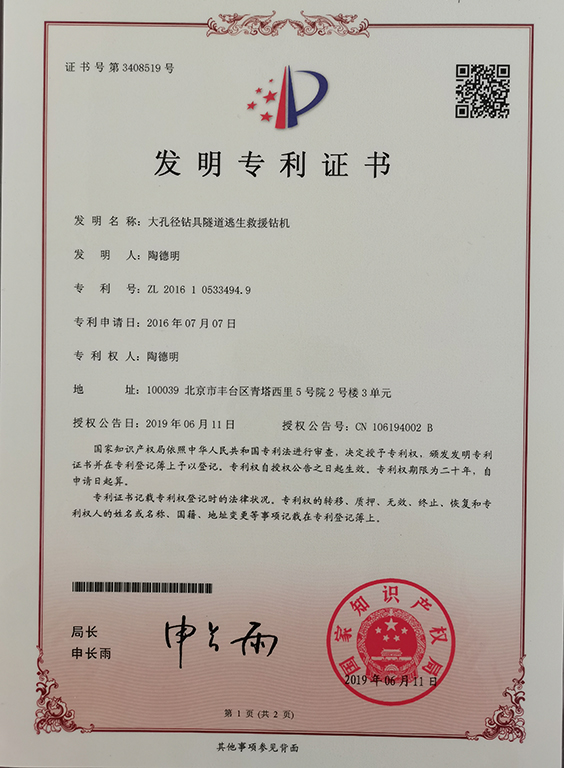 证书号第3408519号
发明专利证书
发明名称：大孔径钻具隧道逃生救援钻机
发明人：陶德明
专利号：ZL 2016 1 0533494.9
专利申请日：2016年07月07日
专利权人：陶德明
地址：100039 北京市丰台区青塔西里5号院2号楼3单元
授权公告日：2019年06月11日 授权公告号：CN 106194002 B
国家知识产权局依照中华人民共和国专利法进行审查，决定授予专利权，颁发发明专利
证书并在专利登记簿上予以登记。专利权自授权公告之日起生效。专利权期限为二十年，自
申请日起算。
专利证书记载专利权登记时的法律状况。专利权的转移、质押、无效、终止、恢复和专
利权人的姓名或名称、国籍、地址变更等事项记载在专利登记簿上。
局长
申长雨
申长雨
国家知识产权局
2019年06月11日
第1页(共2页)
其他事项参见背面